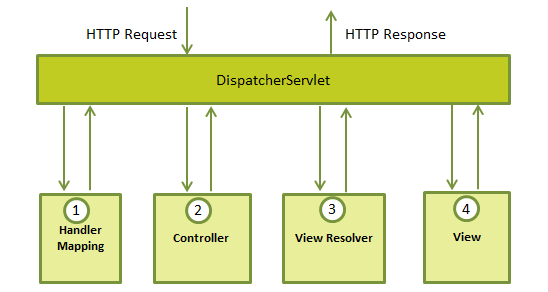 HTTP Request
HTTP Response
DispatcherServlet
1
Handler
Mapping
2
Controller
3
View Resolver
4
View